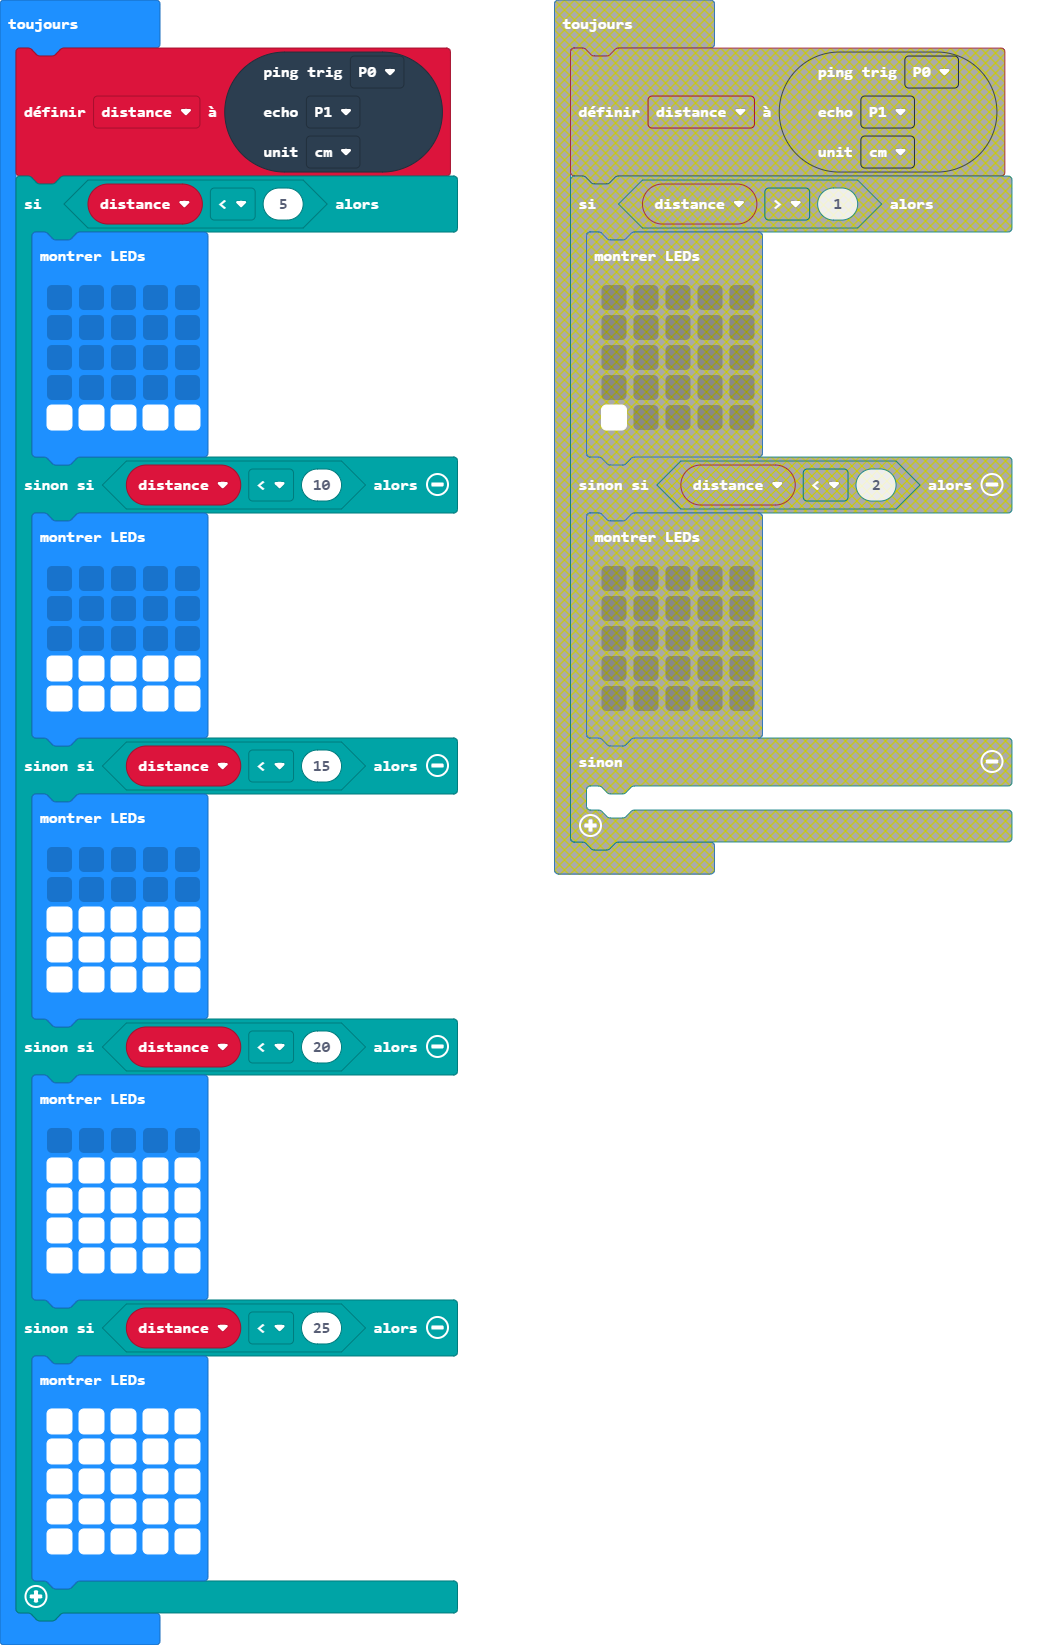 toujours
définir distance à ping trig P0
echo P1
unit cm
si distance < 5 alors
montrer LEDs
sinon si distance < 10 alors
montrer LEDs
sinon si distance < 15 alors
montrer LEDs
sinon si distance < 20 alors
montrer LEDs
sinon si distance < 25 alors
montrer LEDs
toujours
définir distance à ping trig P0
echo P1
unit cm
si distance > 1 alors
montrer LEDs
sinon si distance < 2 alors
montrer LEDs
sinon